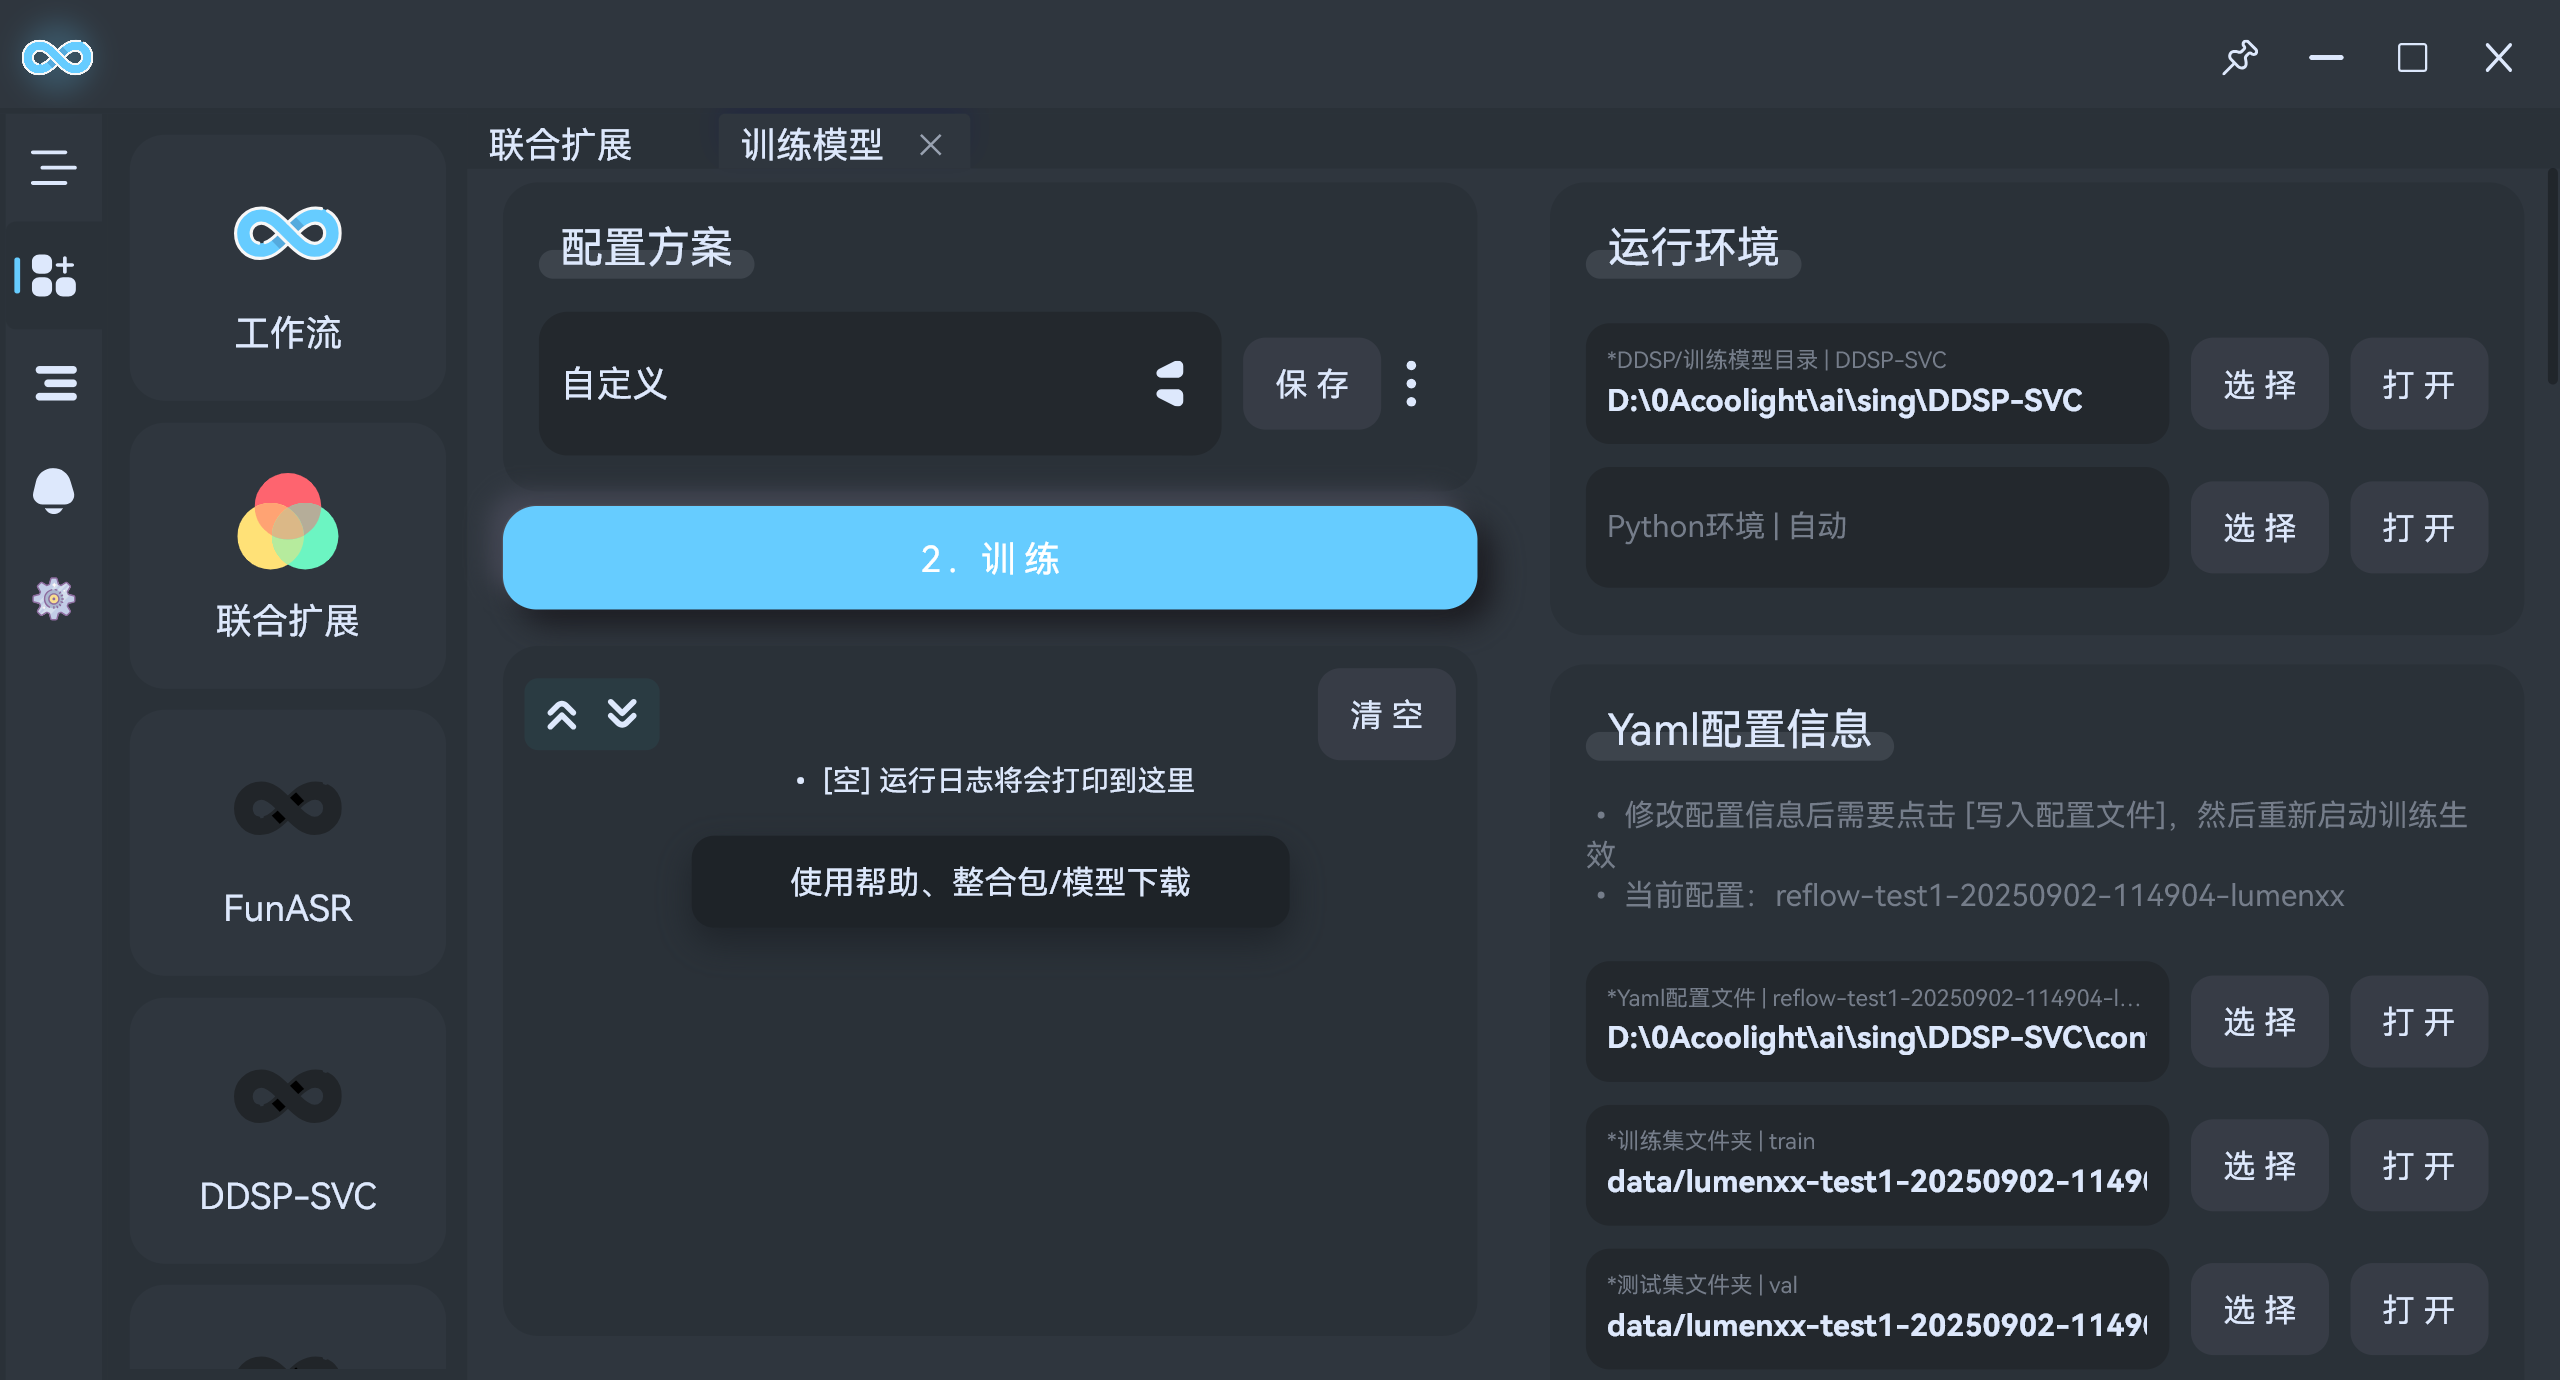 联合扩展
训练模型
工作流
联合扩展
FunASR
DDSP-SVC
配置方案
自定义
保存
2. 训练
清空
• [空] 运行日志将会打印到这里
使用帮助、整合包/模型下载
运行环境
*DDSP/训练模型目录 | DDSP-SVC
D:\0Acoolight\ai\sing\DDSP-SVC
选择
打开
Python环境 | 自动
选择
打开
Yaml配置信息
• 修改配置信息后需要点击 [写入配置文件]，然后重新启动训练生
效
• 当前配置：reflow-test1-20250902-114904-lumenxx
*Yaml配置文件 | reflow-test1-20250902-114904-l...
D:\0Acoolight\ai\sing\DDSP-SVC\con
选择
打开
*训练集文件夹 | train
data/lumenxx-test1-20250902-1149
选择
打开
*测试集文件夹 | val
data/lumenxx-test1-20250902-1149
选择
打开